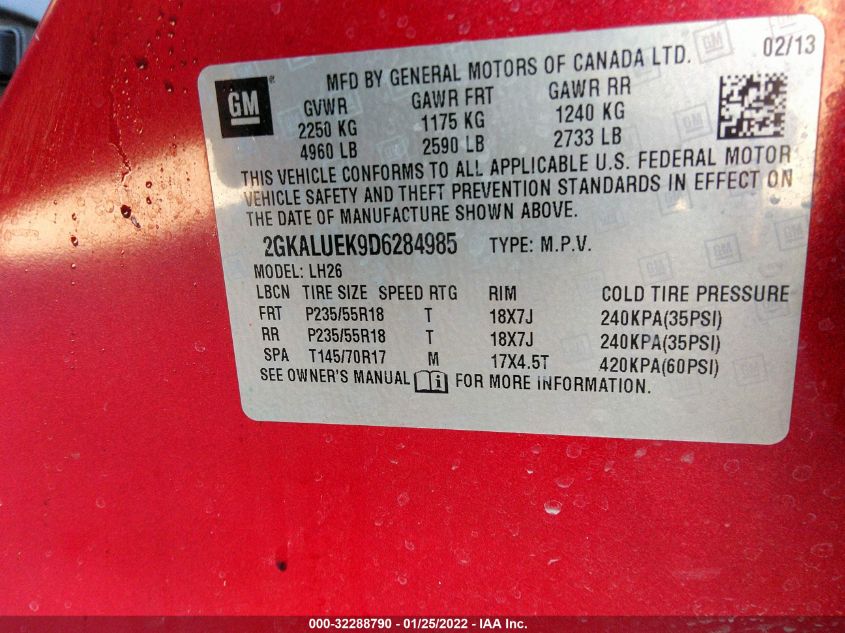 MFD BY GENERAL MOTORS OF CANADA LTD. 02/13
GM
GVWR GAWR FRT GAWR RR
2250 KG 1175 KG 1240 KG
4960 LB 2590 LB 2733 LB
THIS VEHICLE CONFORMS TO ALL APPLICABLE U.S. FEDERAL MOTOR
VEHICLE SAFETY AND THEFT PREVENTION STANDARDS IN EFFECT ON
THE DATE OF MANUFACTURE SHOWN ABOVE.
2GKALUEK9D6284985 TYPE: M.P.V.
MODEL: LH26
LBCN TIRE SIZE SPEED RTG RIM COLD TIRE PRESSURE
FRT P235/55R18 T 18X7J 240KPA(35PSI)
RR P235/55R18 T 18X7J 240KPA(35PSI)
SPA T145/70R17 M 17X4.5T 420KPA(60PSI)
SEE OWNER'S MANUAL FOR MORE INFORMATION.
000-32288790 - 01/25/2022 - IAA Inc.